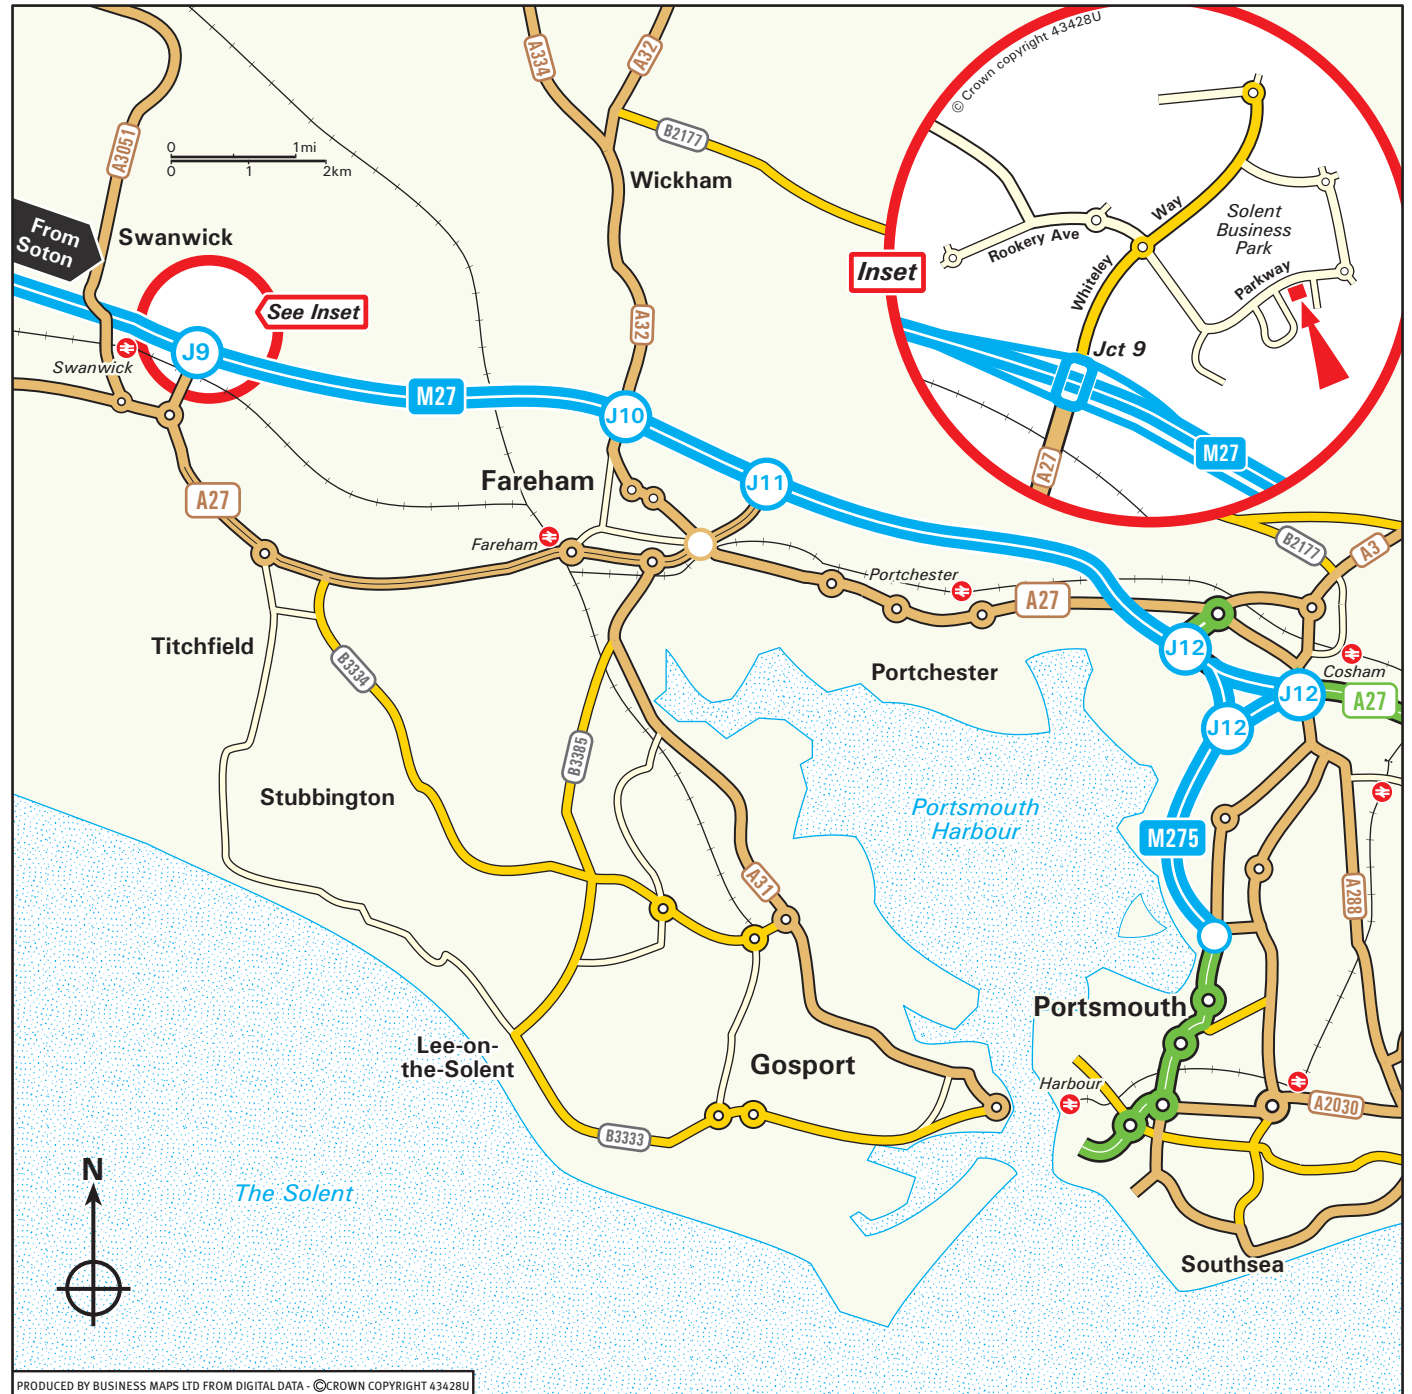 © Crown copyright 43428U
A334
A32
A3051
0 1mi
0 1 2km
B2177
Wickham
From
Soton
Swanwick
Way
Solent
Business
Park
Rookery Ave
Inset
Whiteley
Parkway
See Inset
A32
Jct 9
J9
Swanwick
M27
J10
M27
A27
Fareham
J11
A27
Fareham
B2177
A3
Portchester
A27
Titchfield
B3334
Portchester
J12
Cosham
J12
A27
J12
B3385
Stubbington
Portsmouth
Harbour
M275
A31
A288
Portsmouth
Lee-on-
the-Solent
Gosport
Harbour
A2030
B3333
N
The Solent
Southsea
PRODUCED BY BUSINESS MAPS LTD FROM DIGITAL DATA - ©CROWN COPYRIGHT 43428U